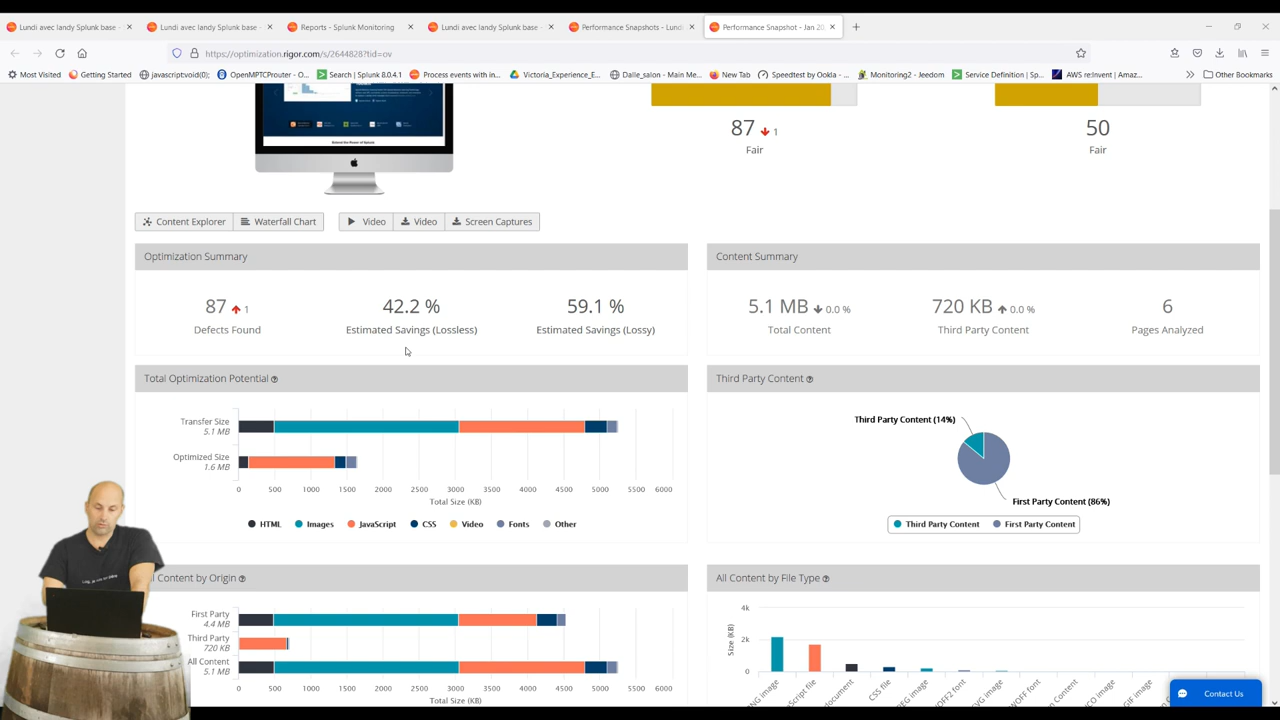 Lundi avec landy Splunk base -
Lundi avec landy Splunk base -
Reports - Splunk Monitoring
Lundi avec landy Splunk base -
Performance Snapshots - Lundi
Performance Snapshot - Jan 20
https://optimization.rigor.com/s/2644828?tid=ov
Most Visited
Getting Started
javascriptvoid(0);
OpenMPTCProuter - O...
Search | Splunk 8.0.4.1
Process events with in...
Victoria_Experience_E...
Dalle_salon - Main Me...
New Tab
Speedtest by Ookla - ...
Monitoring2 - Jeedom
Service Definition | Sp...
AWS reInvent | Amaz...
Other Bookmarks
87 1
Fair
50
Fair
Content Explorer
Waterfall Chart
Video
Video
Screen Captures
Optimization Summary
87 1
Defects Found
42.2 %
Estimated Savings (Lossless)
59.1 %
Estimated Savings (Lossy)
Content Summary
5.1 MB 0.0 %
Total Content
720 KB 0.0 %
Third Party Content
6
Pages Analyzed
Total Optimization Potential
Transfer Size
5.1 MB
Optimized Size
1.6 MB
0 500 1000 1500 2000 2500 3000 3500 4000 4500 5000 5500 6000
Total Size (KB)
HTML Images JavaScript CSS Video Fonts Other
Third Party Content
Third Party Content (14%)
First Party Content (86%)
Third Party Content First Party Content
Content by Origin
First Party
4.4 MB
Third Party
720 KB
All Content
5.1 MB
0 500 1000 1500 2000 2500 3000 3500 4000 4500 5000 5500 6000
Total Size (KB)
All Content by File Type
4k
2k
0
Size (KB)
Contact Us